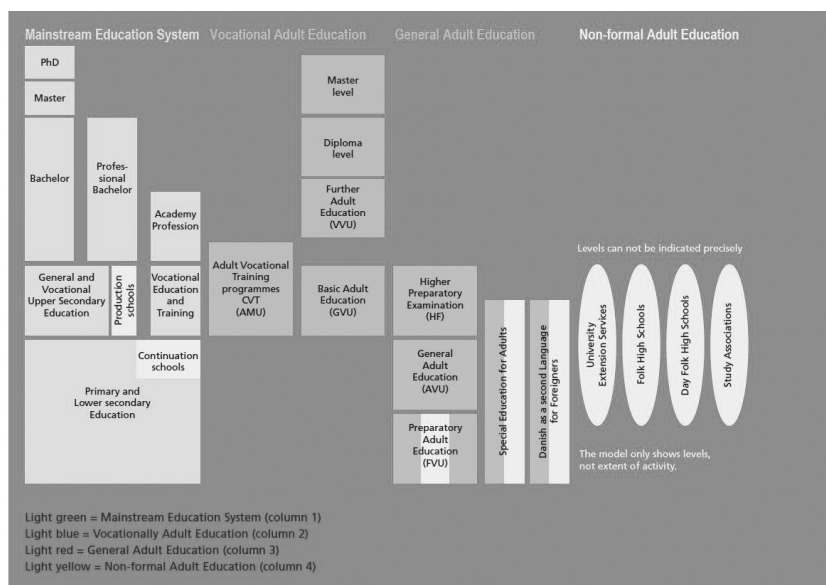 Mainstream Education System
Vocational Adult Education
General Adult Education
Non-formal Adult Education
PhD
Master
Bachelor
Profes-
sional
Bachelor
Academy
Profession
General and
Vocational
Upper Secondary
Education
Production
schools
Vocational
Education
and
Training
Continuation
schools
Primary and
Lower secondary
Education
Adult Vocational
Training
programmes
CVT
(AMU)
Master
level
Diploma
level
Further
Adult
Education
(VVU)
Basic Adult
Education
(GVU)
Higher
Preparatory
Examination
(HF)
General
Adult
Education
(AVU)
Preparatory
Adult
Education
(FVU)
Special Education for Adults
Danish as a second Language
for Foreigners
Levels can not be indicated precisely
University
Extension Services
Folk High Schools
Day Folk High Schools
Study Associations
The model only shows levels,
not extent of activity.
Light green = Mainstream Education System (column 1)
Light blue = Vocationally Adult Education (column 2)
Light red = General Adult Education (column 3)
Light yellow = Non-formal Adult Education (column 4)